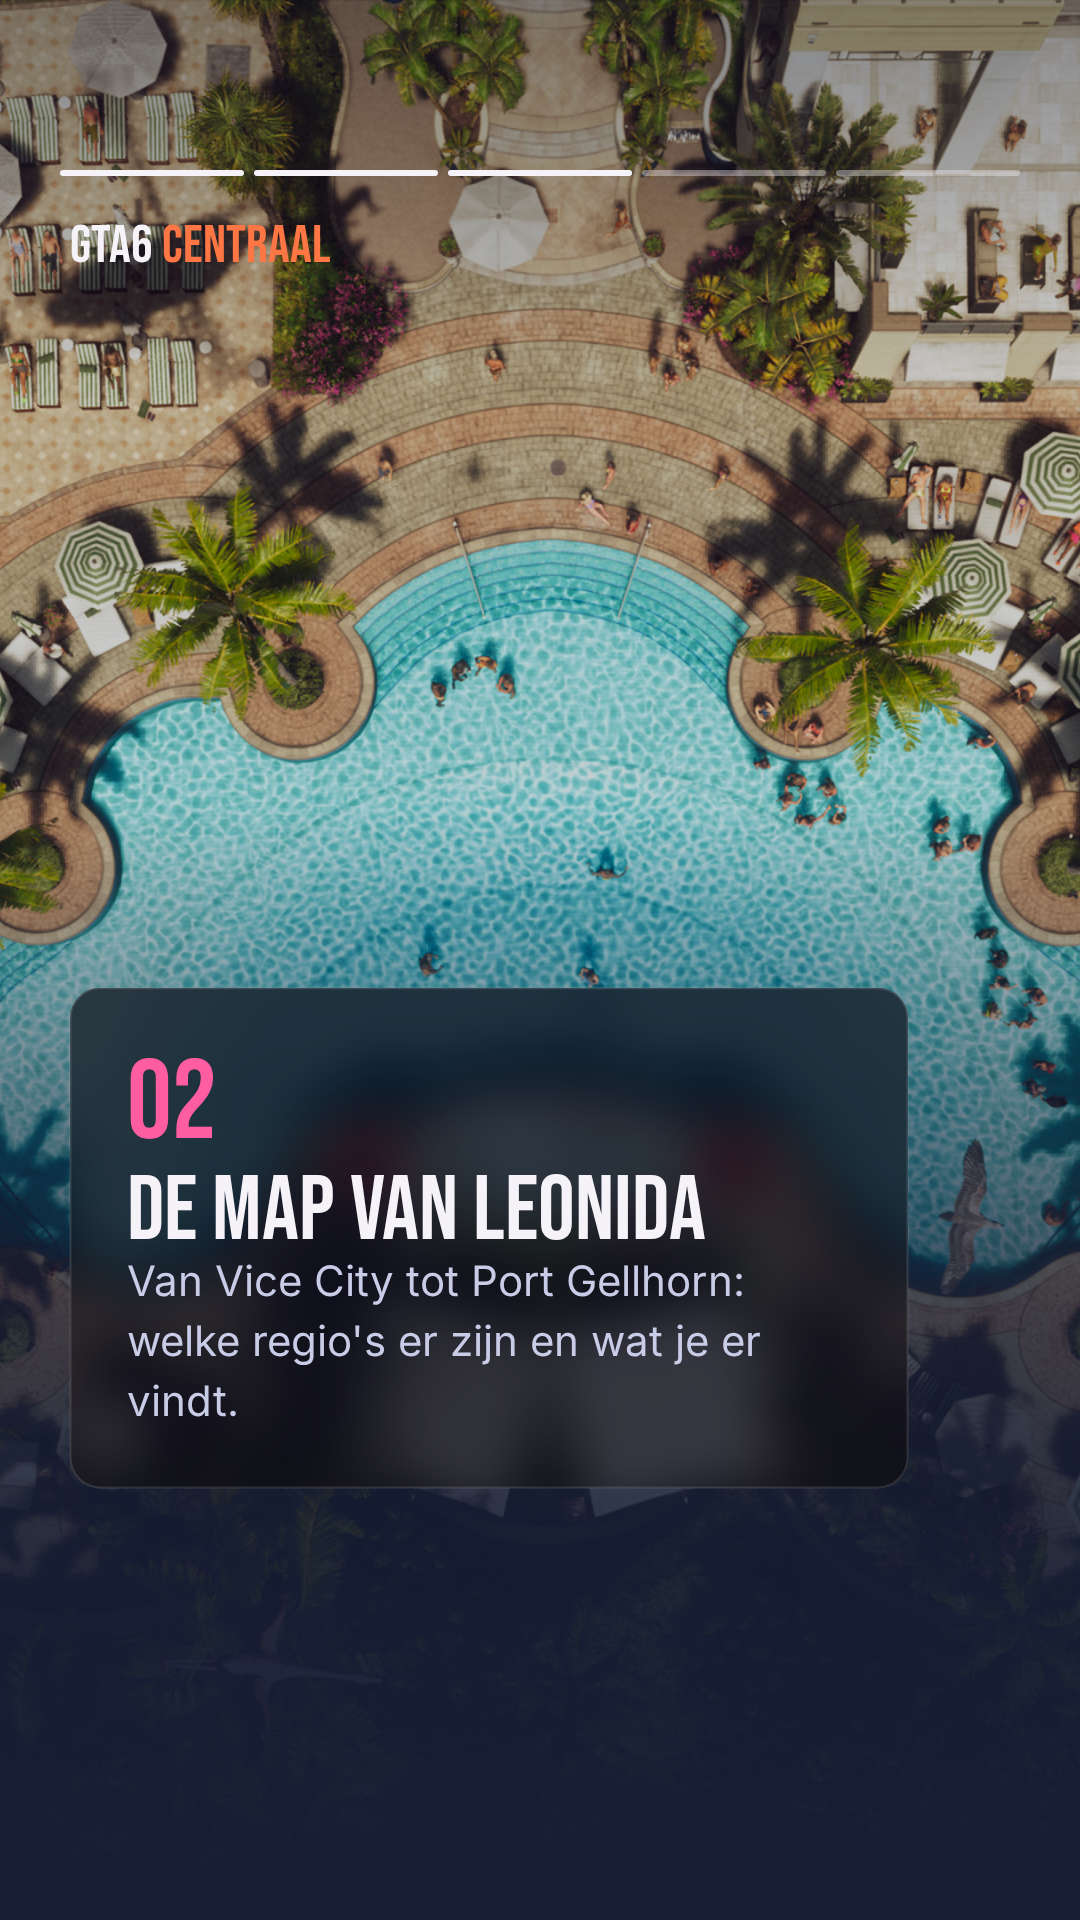 GTA6 CENTRAAL
02
DE MAP VAN LEONIDA
Van Vice City tot Port Gellhorn:
welke regio's er zijn en wat je er
vindt.